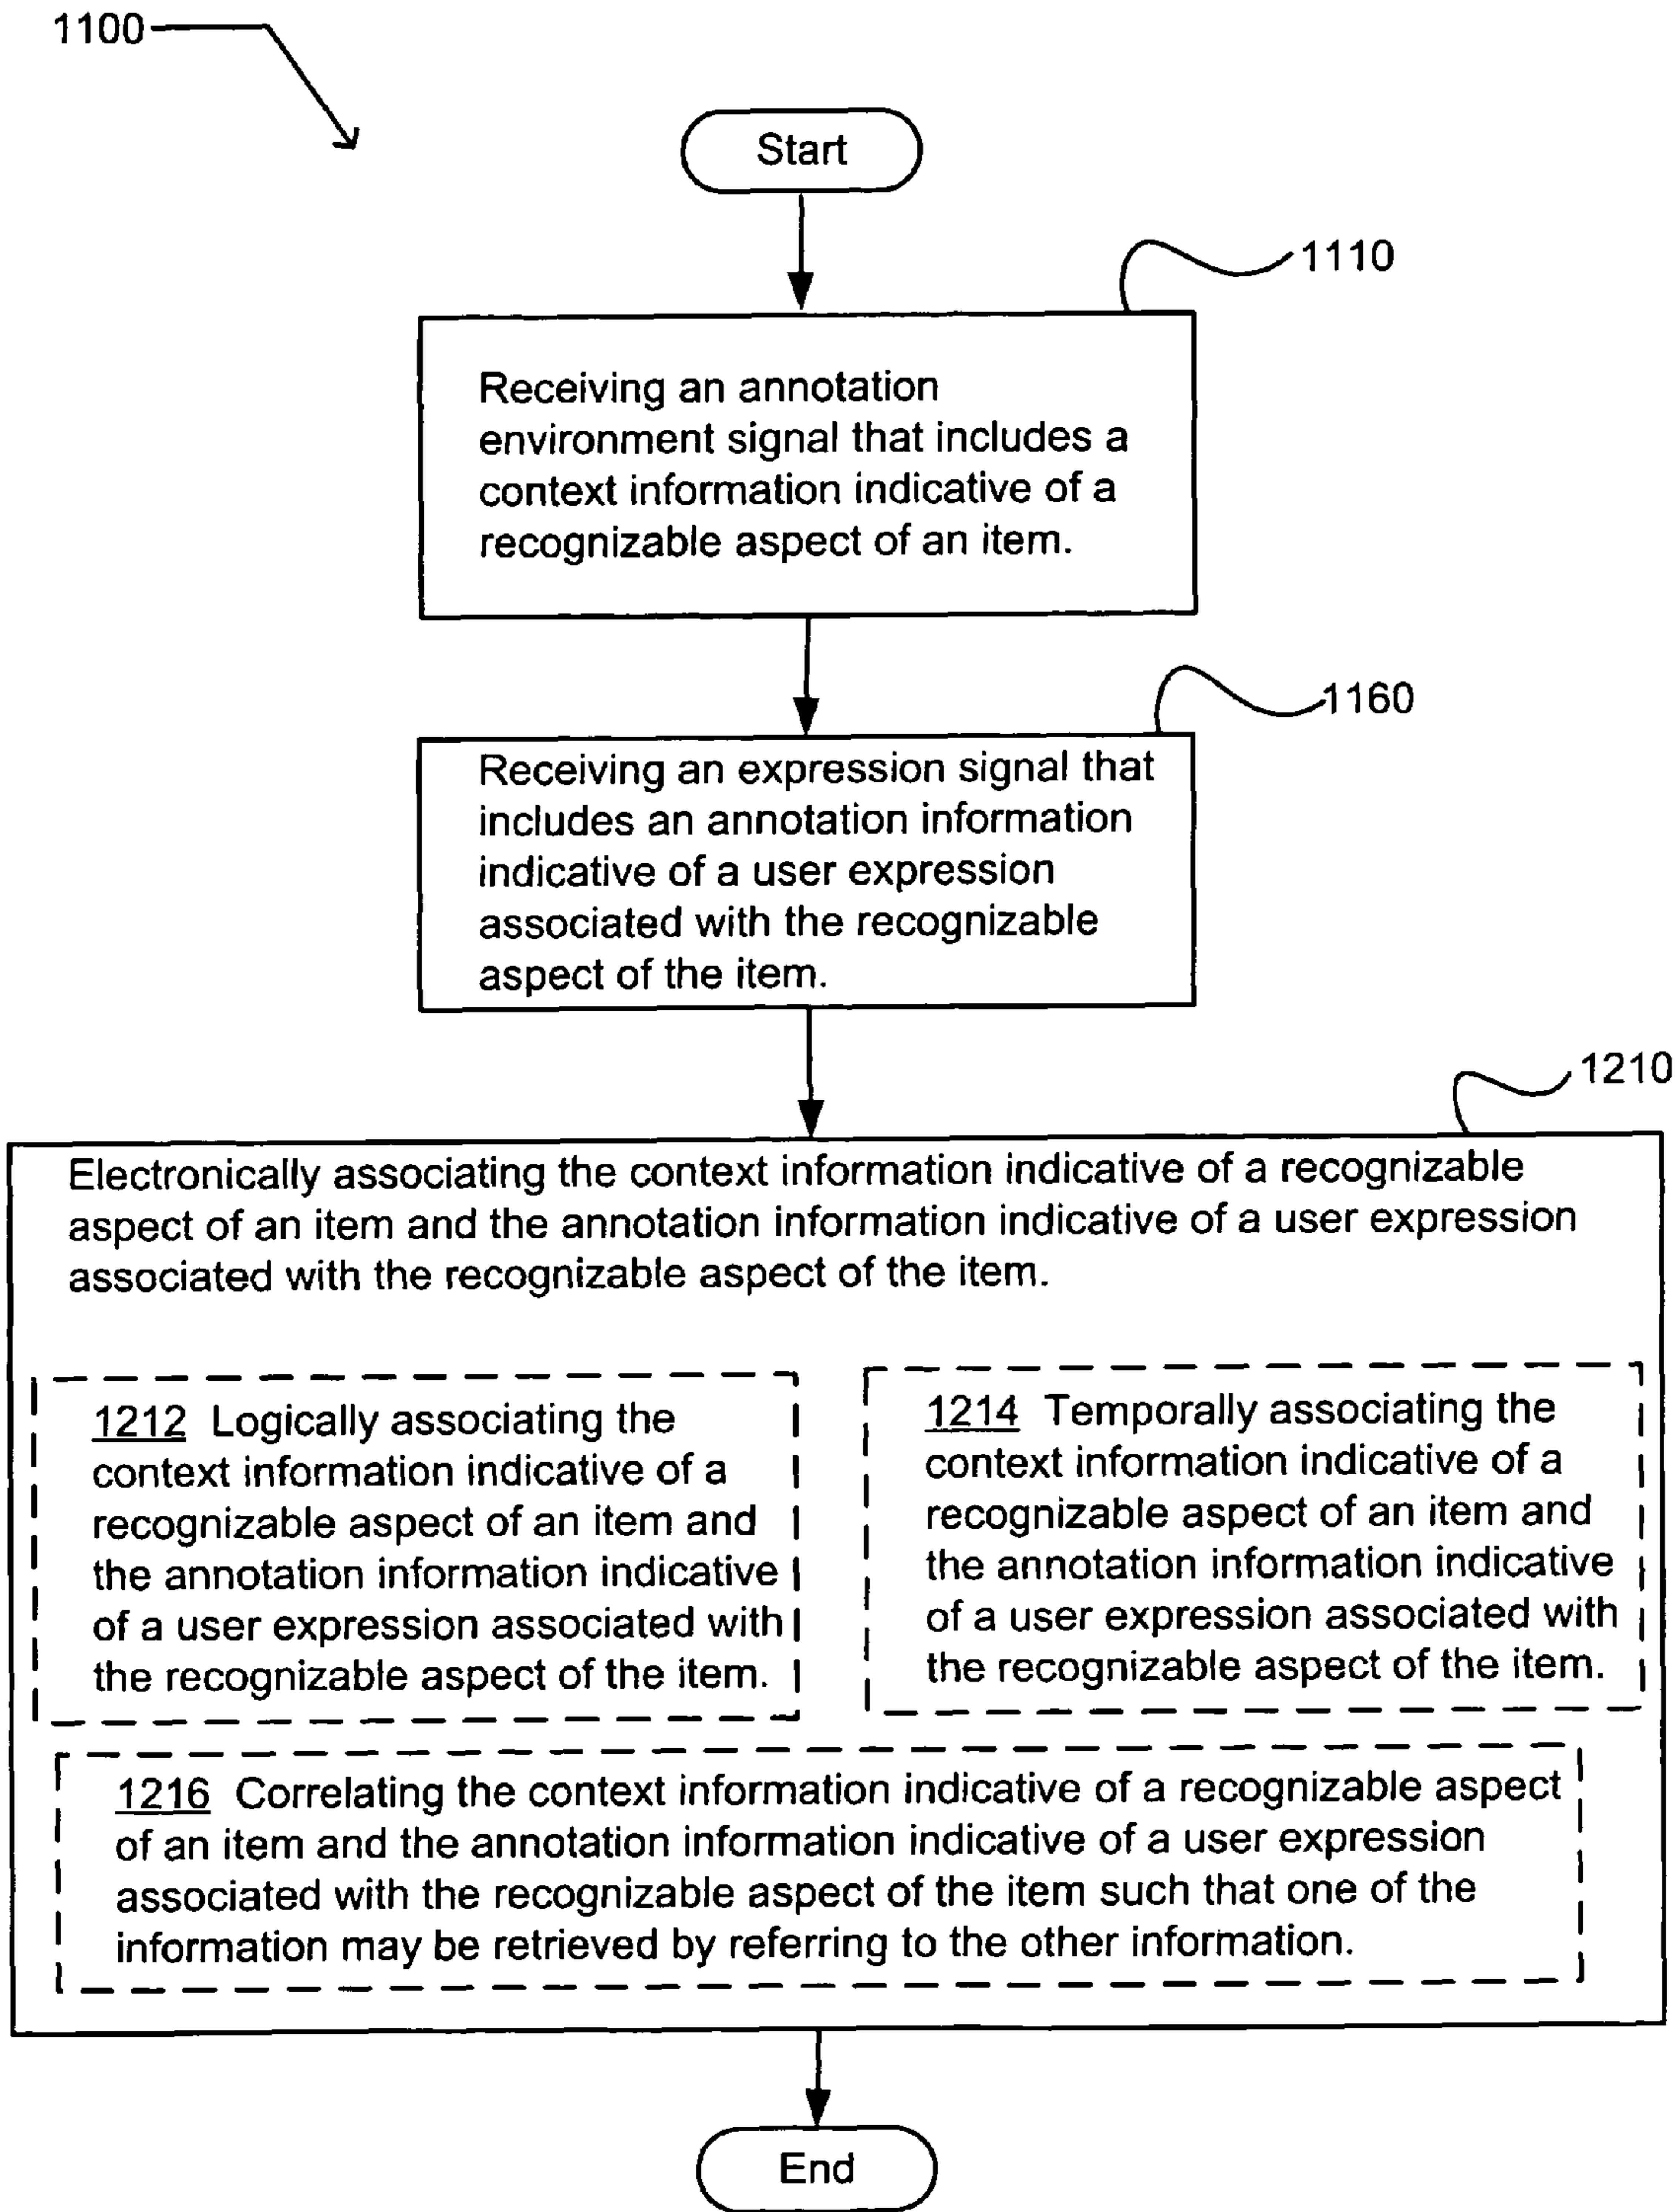 1100
Start
1110
Receiving an annotation
environment signal that includes a
context information indicative of a
recognizable aspect of an item.
1160
Receiving an expression signal that
includes an annotation information
indicative of a user expression
associated with the recognizable
aspect of the item.
1210
Electronically associating the context information indicative of a recognizable
aspect of an item and the annotation information indicative of a user expression
associated with the recognizable aspect of the item.
1212 Logically associating the
context information indicative of a
recognizable aspect of an item and
the annotation information indicative
of a user expression associated with
the recognizable aspect of the item.
1214 Temporally associating the
context information indicative of a
recognizable aspect of an item and
the annotation information indicative
of a user expression associated with
the recognizable aspect of the item.
1216 Correlating the context information indicative of a recognizable aspect
of an item and the annotation information indicative of a user expression
associated with the recognizable aspect of the item such that one of the
information may be retrieved by referring to the other information.
End